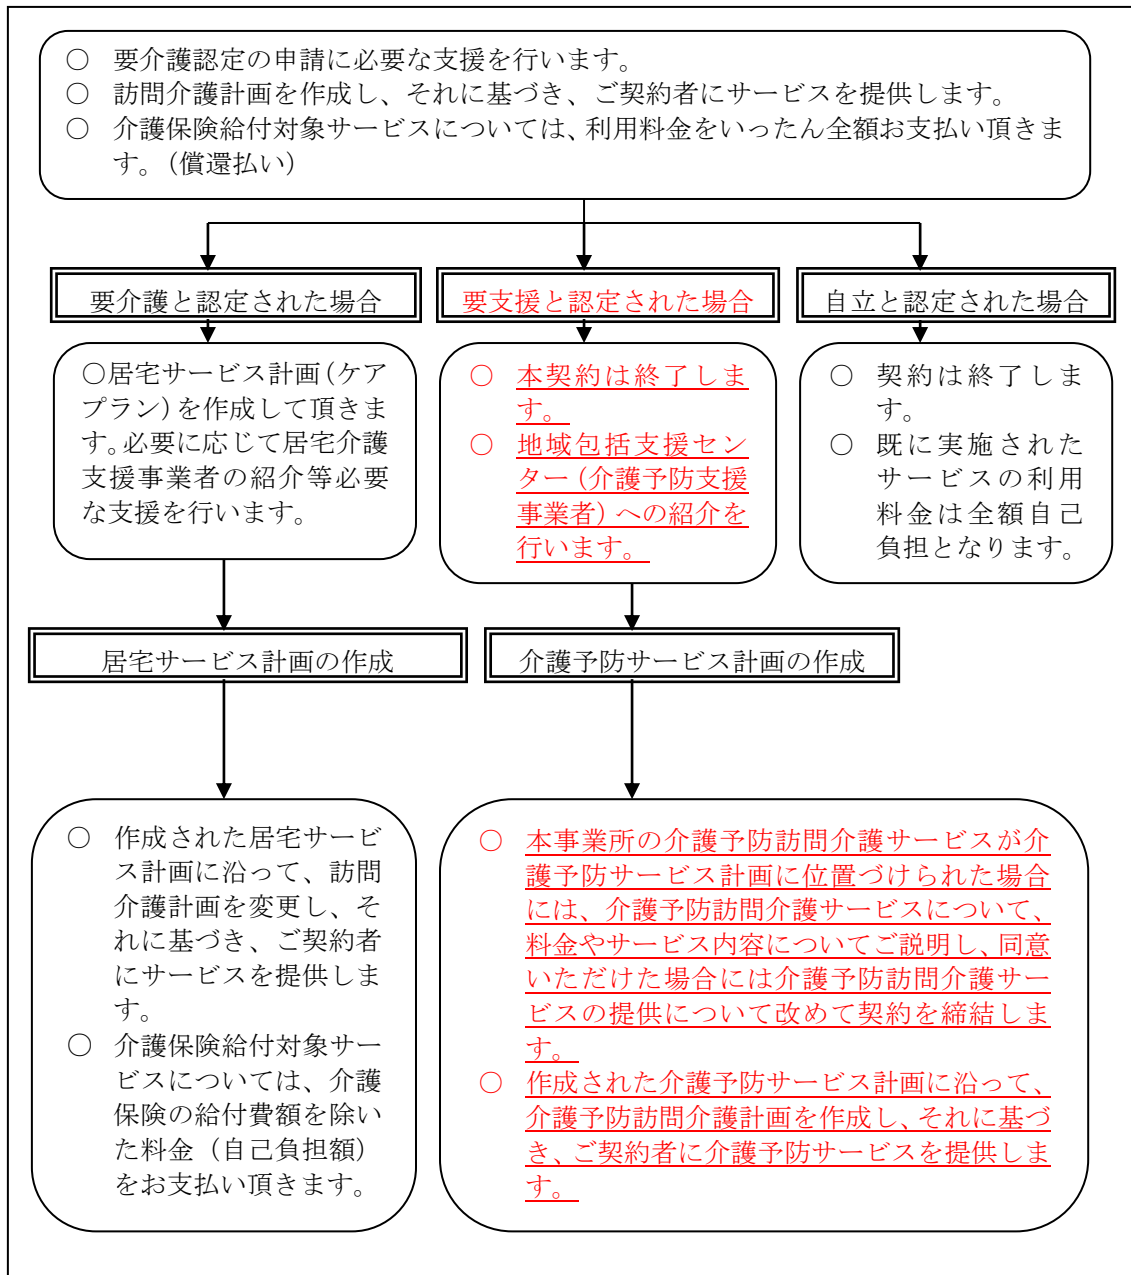 ○ 要介護認定の申請に必要な支援を行います。
○ 訪問介護計画を作成し、それに基づき、ご契約者にサービスを提供します。
○ 介護保険給付対象サービスについては、利用料金をいったん全額お支払い頂きま
す。(償還払い)
要介護と認定された場合
要支援と認定された場合
自立と認定された場合
○居宅サービス計画(ケア
プラン)を作成して頂きま
す。必要に応じて居宅介護
支援事業者の紹介等必要
な支援を行います。
○ 本契約は終了しま
す。
○ 地域包括支援セン
ター(介護予防支援
事業者)への紹介を
行います。
○ 契約は終了しま
す。
○ 既に実施された
サービスの利用
料金は全額自己
負担となります。
居宅サービス計画の作成
介護予防サービス計画の作成
○ 作成された居宅サービ
ス計画に沿って、訪問
介護計画を変更し、そ
れに基づき、ご契約者
にサービスを提供しま
す。
○ 介護保険給付対象サー
ビスについては、介護
保険の給付費額を除い
た料金(自己負担額)
をお支払い頂きます。
○ 本事業所の介護予防訪問介護サービスが介
護予防サービス計画に位置づけられた場合
には、介護予防訪問介護サービスについて、
料金やサービス内容についてご説明し、同意
いただけた場合には介護予防訪問介護サー
ビスの提供について改めて契約を締結しま
す。
○ 作成された介護予防サービス計画に沿って、
介護予防訪問介護計画を作成し、それに基づ
き、ご契約者に介護予防サービスを提供しま
す。